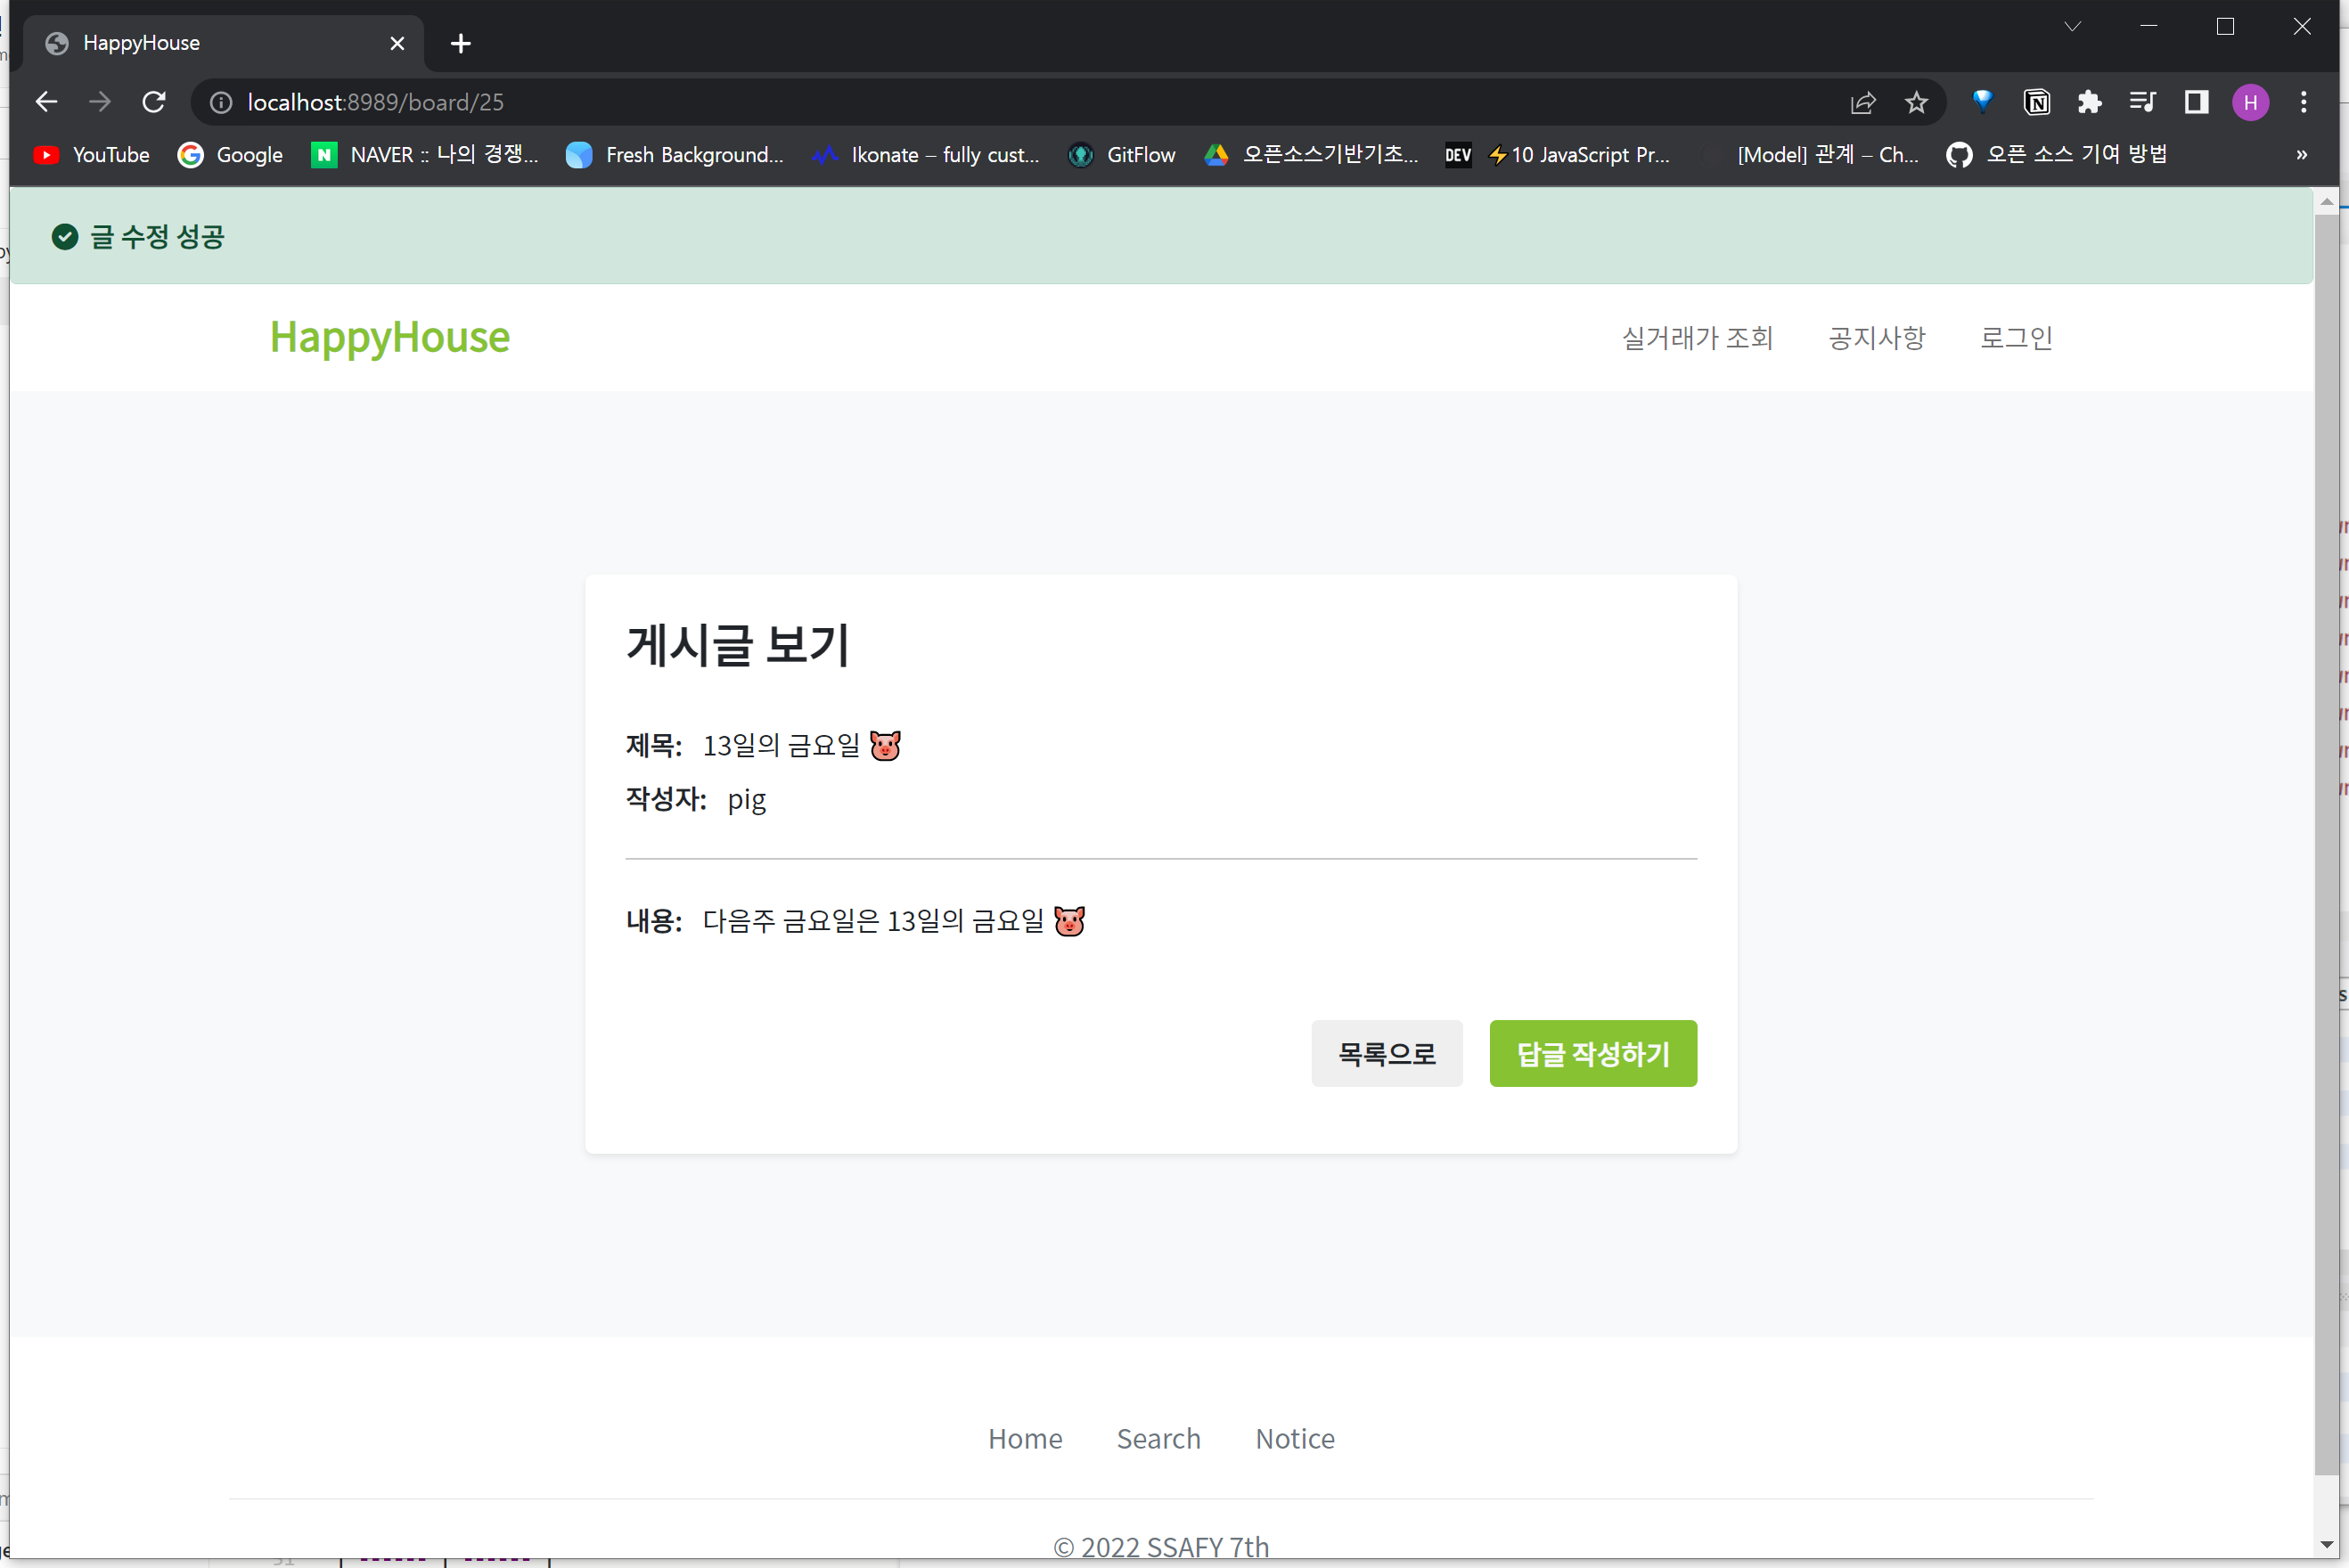 HappyHouse
localhost:8989/board/25
YouTube Google NAVER :: 나의 경쟁... Fresh Background... Ikonate – fully cust... GitFlow 오픈소스기반기초... DEV ⚡10 JavaScript Pr... [Model] 관계 – Ch... 오픈 소스 기여 방법 »
글 수정 성공
HappyHouse 실거래가 조회 공지사항 로그인
게시글 보기
제목: 13일의 금요일 🐷
작성자: pig
내용: 다음주 금요일은 13일의 금요일 🐷
목록으로 답글 작성하기
Home Search Notice
© 2022 SSAFY 7th